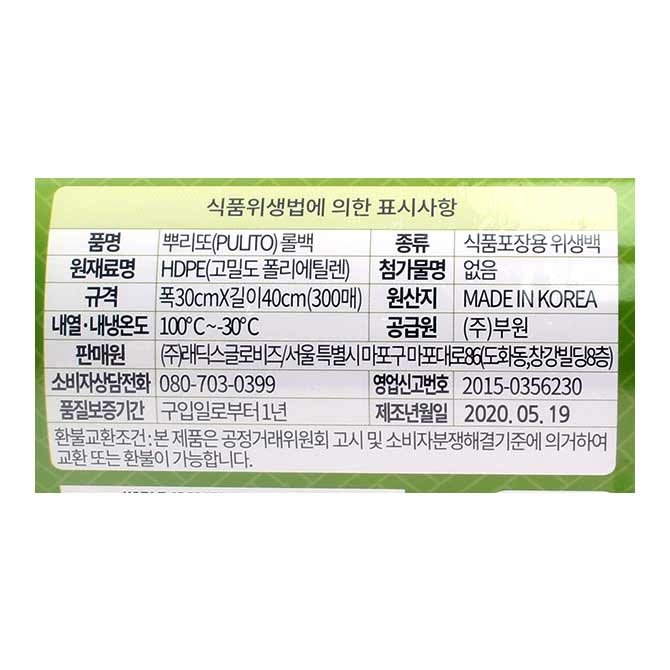 식품위생법에 의한 표시사항
품명 뿌리또(PULITO) 롤백 종류 식품포장용 위생백
원재료명 HDPE(고밀도 폴리에틸렌) 첨가물명 없음
규격 폭30cmX길이40cm(300매) 원산지 MADE IN KOREA
내열·내냉온도 100°C~-30°C 공급원 (주)부원
판매원 (주)래딕스글로비즈/서울특별시 마포구 마포대로86(도화동,창강빌딩8층)
소비자상담전화 080-703-0399 영업신고번호 2015-0356230
품질보증기간 구입일로부터 1년 제조년월일 2020.05.19
환불교환조건:본 제품은 공정거래위원회 고시 및 소비자분쟁해결기준에 의거하여
교환 또는 환불이 가능합니다.